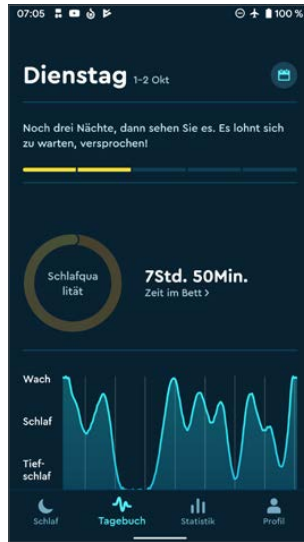 07:05 100 %
Dienstag 1-2 Okt
Noch drei Nächte, dann sehen Sie es. Es lohnt sich
zu warten, versprochen!
Schlafqua
lität
7Std. 50Min.
Zeit im Bett >
Wach
Schlaf
Tief-
schlaf
Schlaf Tagebuch Statistik Profil